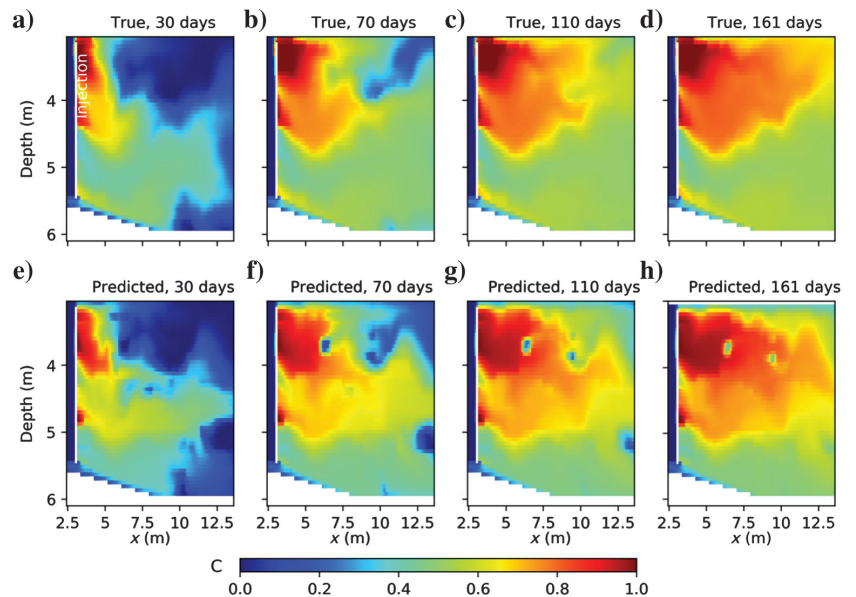 a) True, 30 days
b) True, 70 days
c) True, 110 days
d) True, 161 days
Injection
Depth (m)
4
5
6
e) Predicted, 30 days
f) Predicted, 70 days
g) Predicted, 110 days
h) Predicted, 161 days
Depth (m)
4
5
6
2.5 5 7.5 10 12.5
2.5 5 7.5 10 12.5
2.5 5 7.5 10 12.5
2.5 5 7.5 10 12.5
x (m)
x (m)
x (m)
x (m)
C
0.0 0.2 0.4 0.6 0.8 1.0